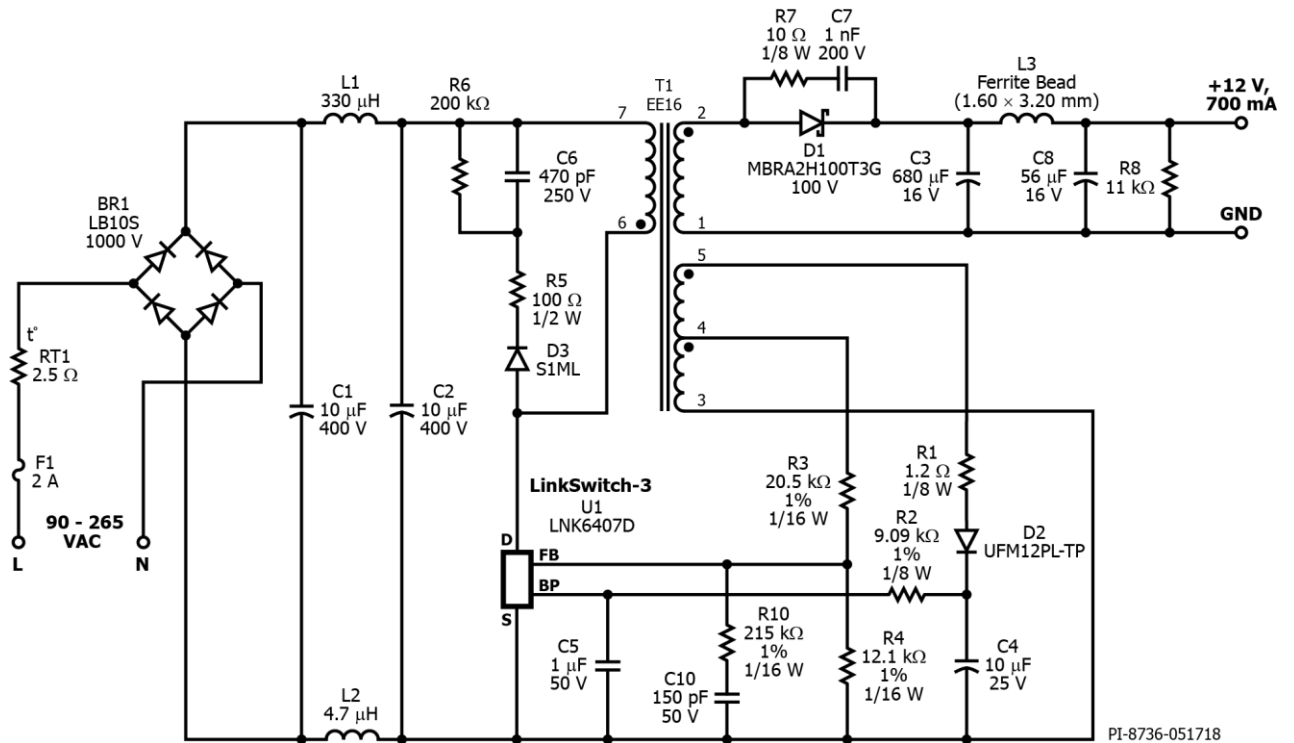 R7
10 Ω
1/8 W
C7
1 nF
200 V
L1
330 μH
R6
200 kΩ
T1
EE16
L3
Ferrite Bead
(1.60 × 3.20 mm)
+12 V,
700 mA
7
2
C6
470 pF
250 V
D1
MBRA2H100T3G
100 V
C3
680 μF
16 V
C8
56 μF
16 V
R8
11 kΩ
BR1
LB10S
1000 V
6
1
GND
5
R5
100 Ω
1/2 W
t°
RT1
2.5 Ω
D3
S1ML
4
C1
10 μF
400 V
C2
10 μF
400 V
3
F1
2 A
LinkSwitch-3
U1
LNK6407D
R3
20.5 kΩ
1%
1/16 W
R1
1.2 Ω
1/8 W
90 - 265
VAC
L
N
R2
9.09 kΩ
1%
1/8 W
D2
UFM12PL-TP
D
FB
BP
S
R10
215 kΩ
1%
1/16 W
R4
12.1 kΩ
1%
1/16 W
C5
1 μF
50 V
C10
150 pF
50 V
C4
10 μF
25 V
L2
4.7 μH
PI-8736-051718